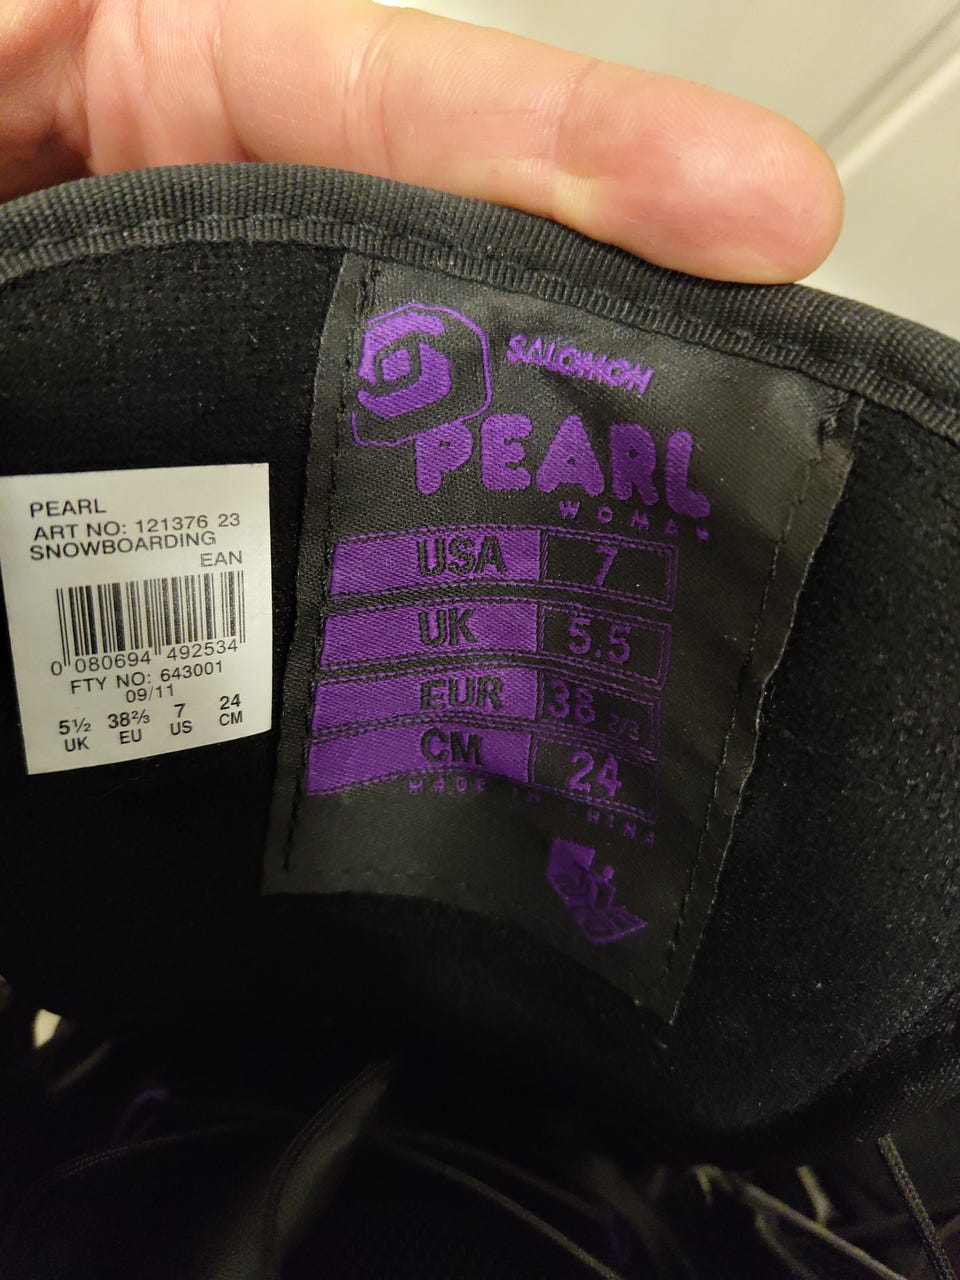 PEARL
ART NO: 121376 23
SNOWBOARDING
EAN
0 080694 492534
FTY NO: 643001
09/11
5½ 38⅔ 7 24
UK EU US CM
SALOMON
PEARL
WOMAN
USA 7
UK 5.5
EUR 38 2/3
CM 24
MADE IN CHINA